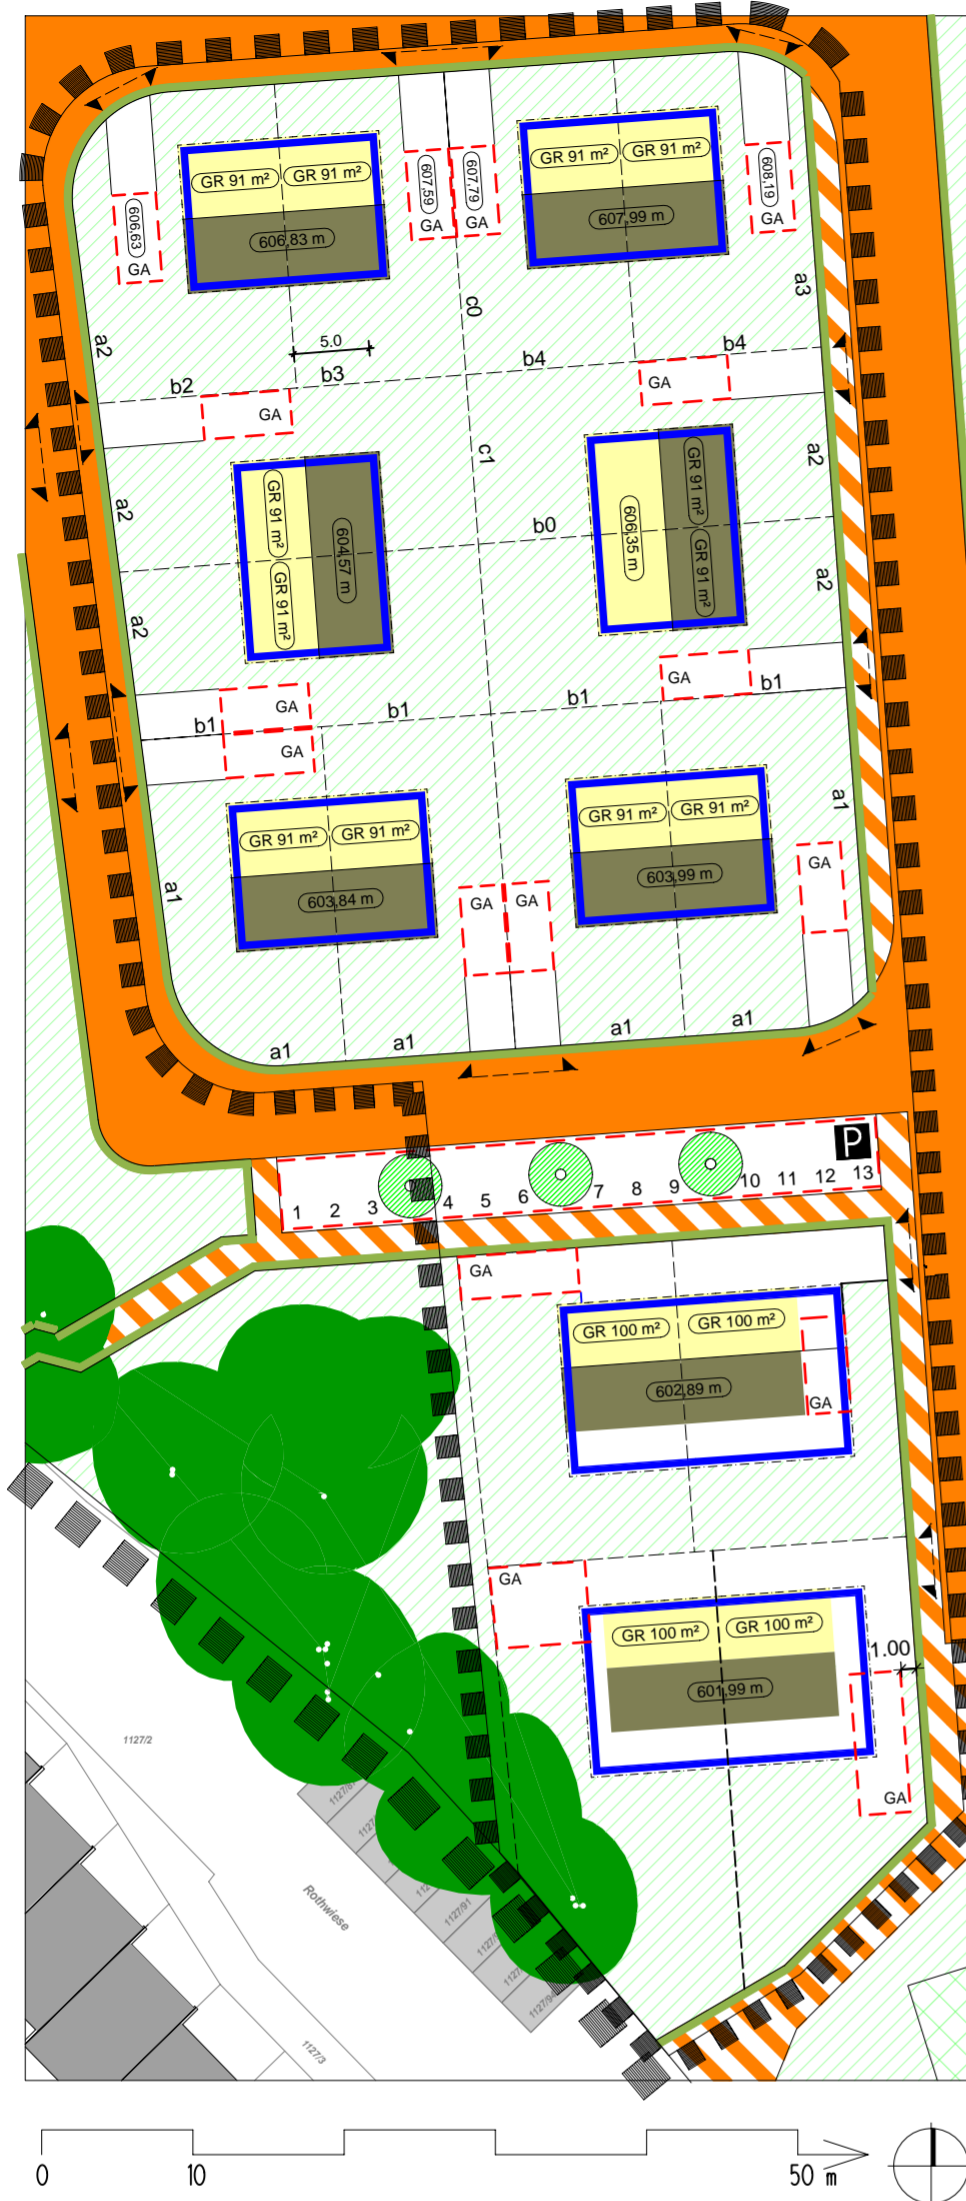 GR 91 m² GR 91 m²
606,83 m
606,63
GA
607,59
GA
607,79
GA
GR 91 m² GR 91 m²
607,99 m
608,19
GA
a3
c0
a2
5.0
b2
b3
b4
b4
GA
GA
c1
a2
a2
GR 91 m²
GR 91 m²
604,57 m
b0
606,35 m
GR 91 m²
GR 91 m²
a2
a2
GA
GA
b1
b1
b1
b1
GA
GR 91 m² GR 91 m²
603,84 m
GR 91 m² GR 91 m²
603,99 m
a1
a1
GA
GA
GA
a1
a1
a1
a1
P
1 2 3 4 5 6 7 8 9 10 11 12 13
GA
GR 100 m² GR 100 m²
602,89 m
GA
GA
GR 100 m² GR 100 m²
601,99 m
1.00
GA
1127/2
1127/91
Rothwiese
1127/3
0 10 50 m